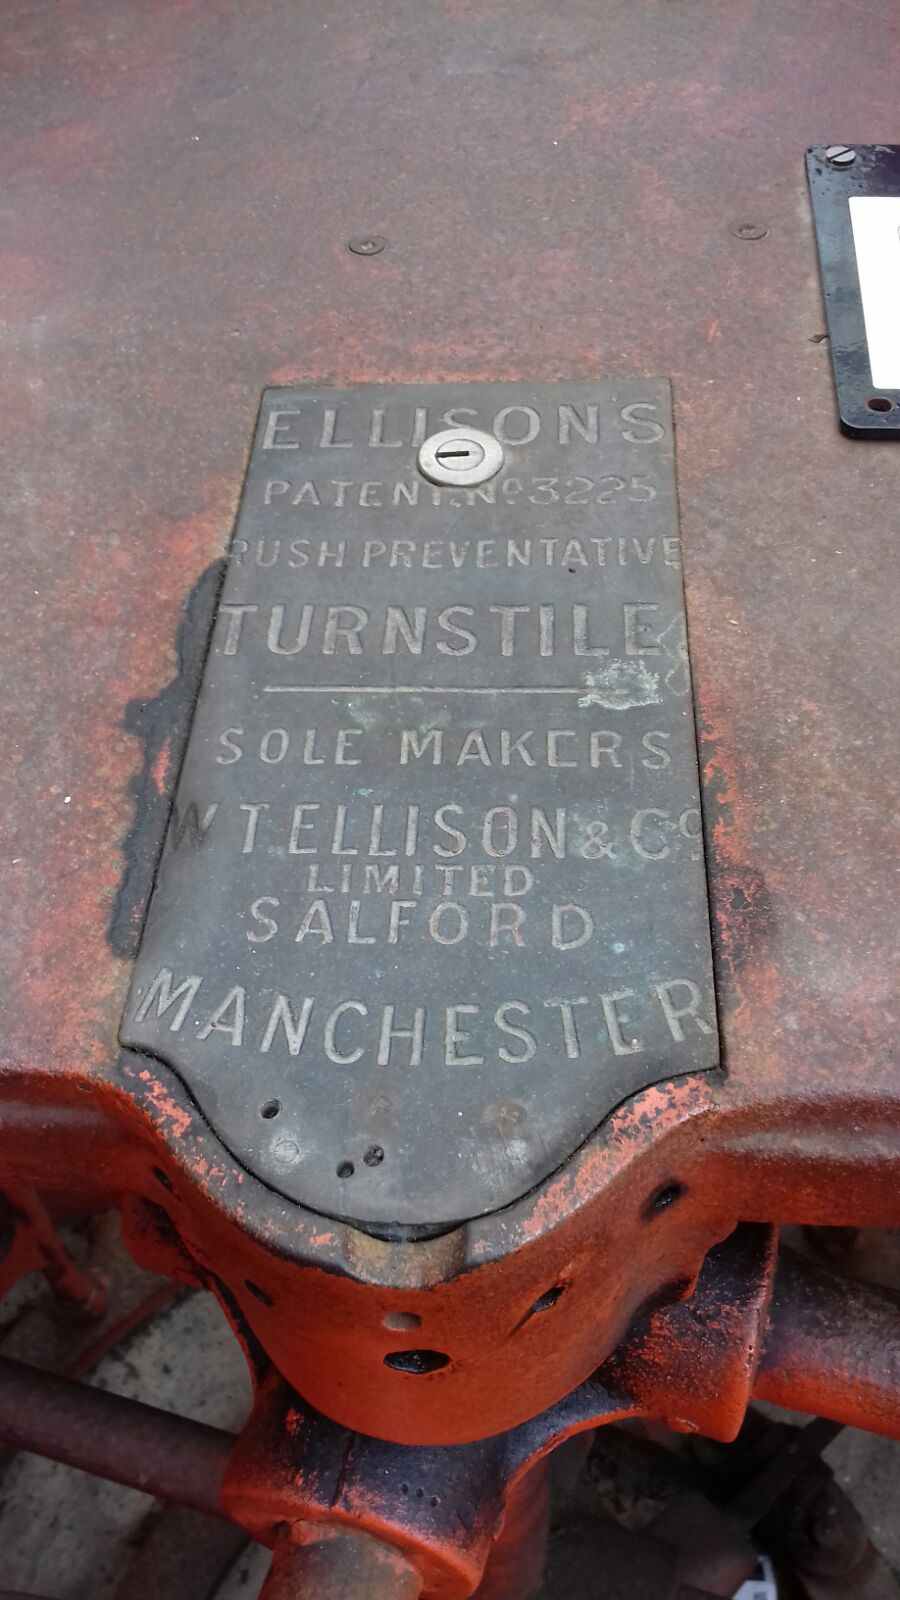 ELLISONS
PATENT Nº 3225
RUSH PREVENTATIVE
TURNSTILE
SOLE MAKERS
W T ELLISON & Cº
LIMITED
SALFORD
MANCHESTER